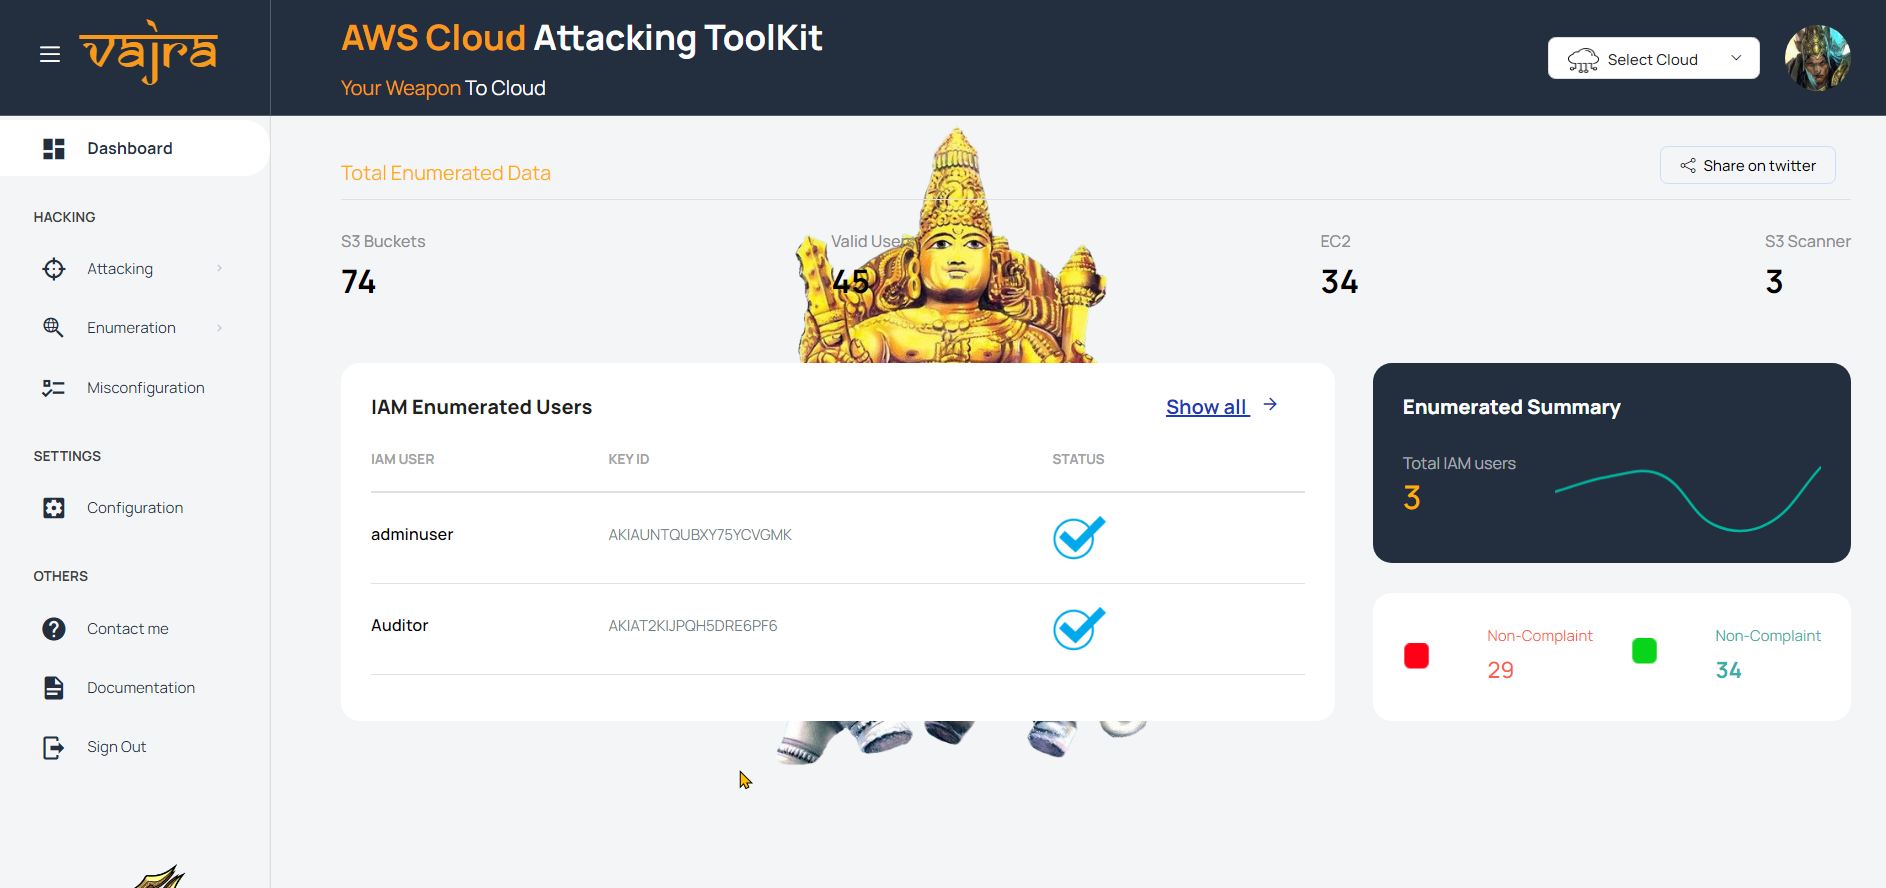 vajra
AWS Cloud Attacking ToolKit
Your Weapon To Cloud
Select Cloud
Dashboard
HACKING
Attacking
Enumeration
Misconfiguration
SETTINGS
Configuration
OTHERS
Contact me
Documentation
Sign Out
Total Enumerated Data
Share on twitter
S3 Buckets
74
Valid Users
45
EC2
34
S3 Scanner
3
IAM Enumerated Users
Show all
IAM USER KEY ID STATUS
adminuser AKIAUNTQUBXY75YCVGMK
Auditor AKIAT2KIJPQH5DRE6PF6
Enumerated Summary
Total IAM users
3
Non-Complaint
29
Non-Complaint
34